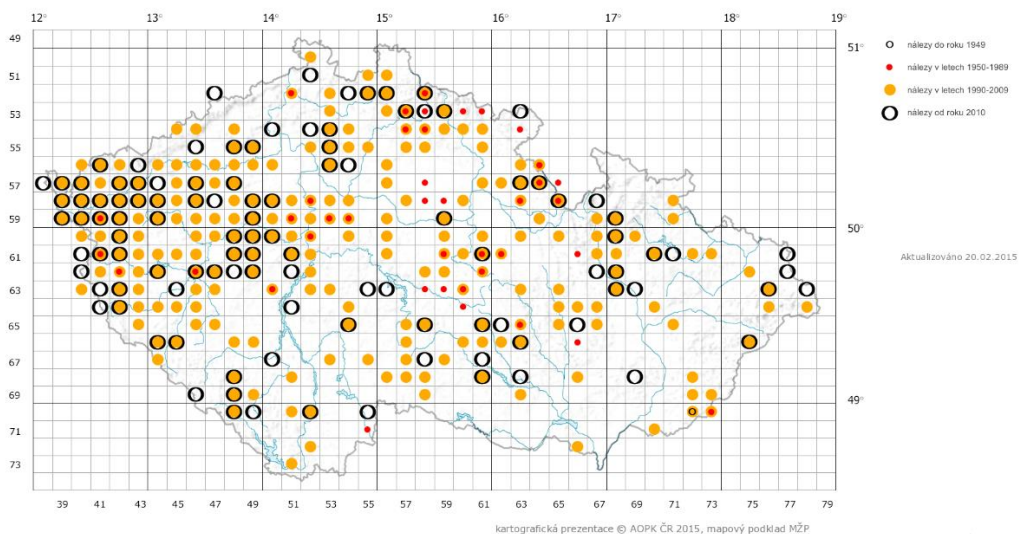 12° 13 14 15 16 17 18 19°
49
51° nálezy do roku 1949
51 nálezy v letech 1950-1989
nálezy v letech 1990-2009
53 nálezy od roku 2010
55
57
59 50°
61 Aktualizováno 20.02.2015
63
65
67
69 49°
71
73
39 41 43 45 47 49 51 53 55 57 59 61 63 65 67 69 71 73 75 77 79
kartografická prezentace © AOPK ČR 2015, mapový podklad MŽP